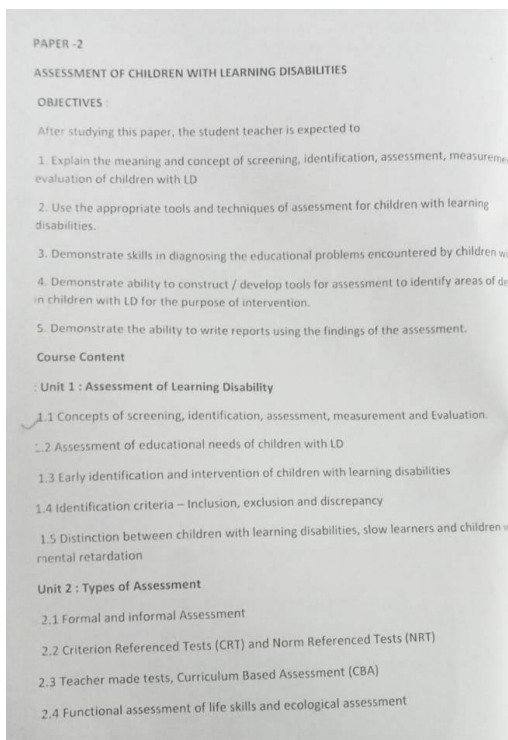 PAPER -2
ASSESSMENT OF CHILDREN WITH LEARNING DISABILITIES
OBJECTIVES :
After studying this paper, the student teacher is expected to
1. Explain the meaning and concept of screening, identification, assessment,
evaluation of children with LD
2. Use the appropriate tools and techniques of assessment for children with learning
disabilities.
3. Demonstrate skills in diagnosing the educational problems encountered by children
4. Demonstrate ability to construct / develop tools for assessment to identify areas of
in children with LD for the purpose of intervention.
5. Demonstrate the ability to write reports using the findings of the assessment.
Course Content
: Unit 1 : Assessment of Learning Disability
1.1 Concepts of screening, identification, assessment, measurement and Evaluation.
1.2 Assessment of educational needs of children with LD
1.3 Early identification and intervention of children with learning disabilities
1.4 Identification criteria – Inclusion, exclusion and discrepancy
1.5 Distinction between children with learning disabilities, slow learners and children
mental retardation
Unit 2 : Types of Assessment
2.1 Formal and informal Assessment
2.2 Criterion Referenced Tests (CRT) and Norm Referenced Tests (NRT)
2.3 Teacher made tests, Curriculum Based Assessment (CBA)
2.4 Functional assessment of life skills and ecological assessment